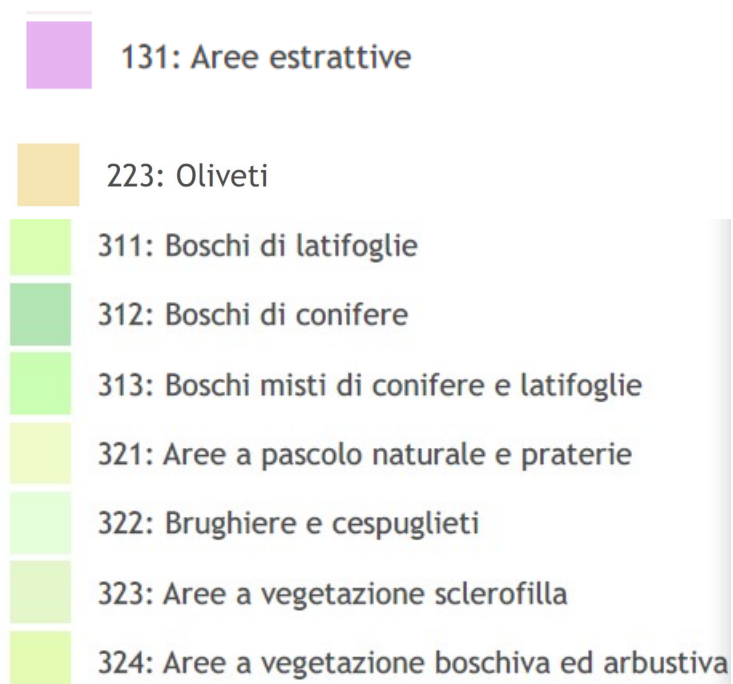 131: Aree estrattive
223: Oliveti
311: Boschi di latifoglie
312: Boschi di conifere
313: Boschi misti di conifere e latifoglie
321: Aree a pascolo naturale e praterie
322: Brughiere e cespuglieti
323: Aree a vegetazione sclerofilla
324: Aree a vegetazione boschiva ed arbustiva